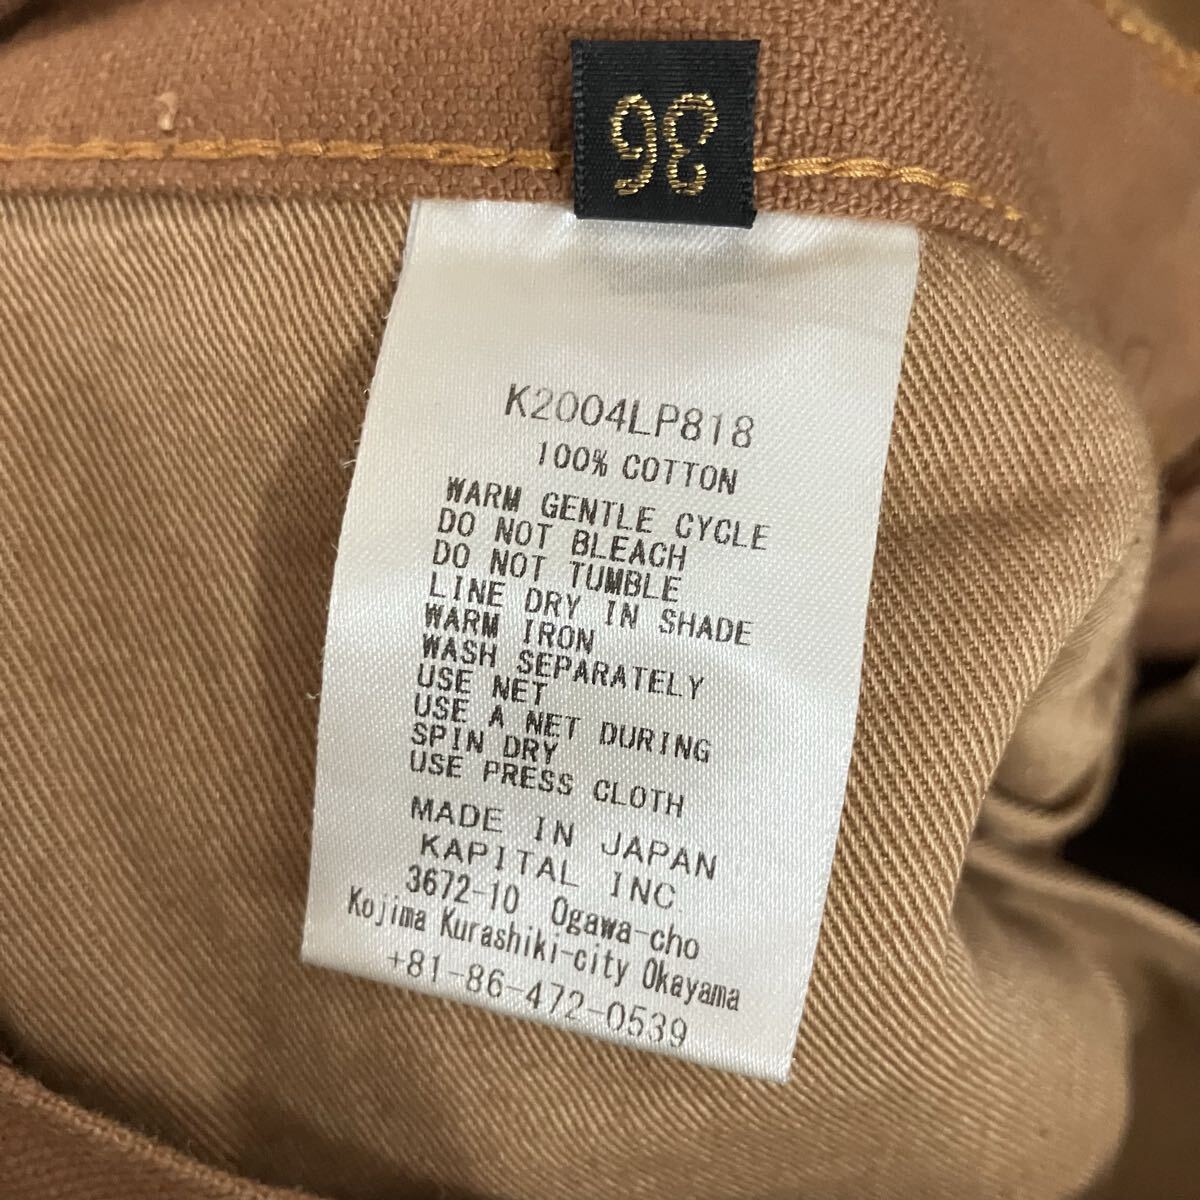 36
K2004LP818
100% COTTON
WARM GENTLE CYCLE
DO NOT BLEACH
DO NOT TUMBLE
LINE DRY IN SHADE
WARM IRON
WASH SEPARATELY
USE NET
USE A NET DURING
SPIN DRY
USE PRESS CLOTH
MADE IN JAPAN
KAPITAL INC.
3672-10 Ogawa-cho
Kojima Kurashiki-city Okayama
+81-86-472-0539